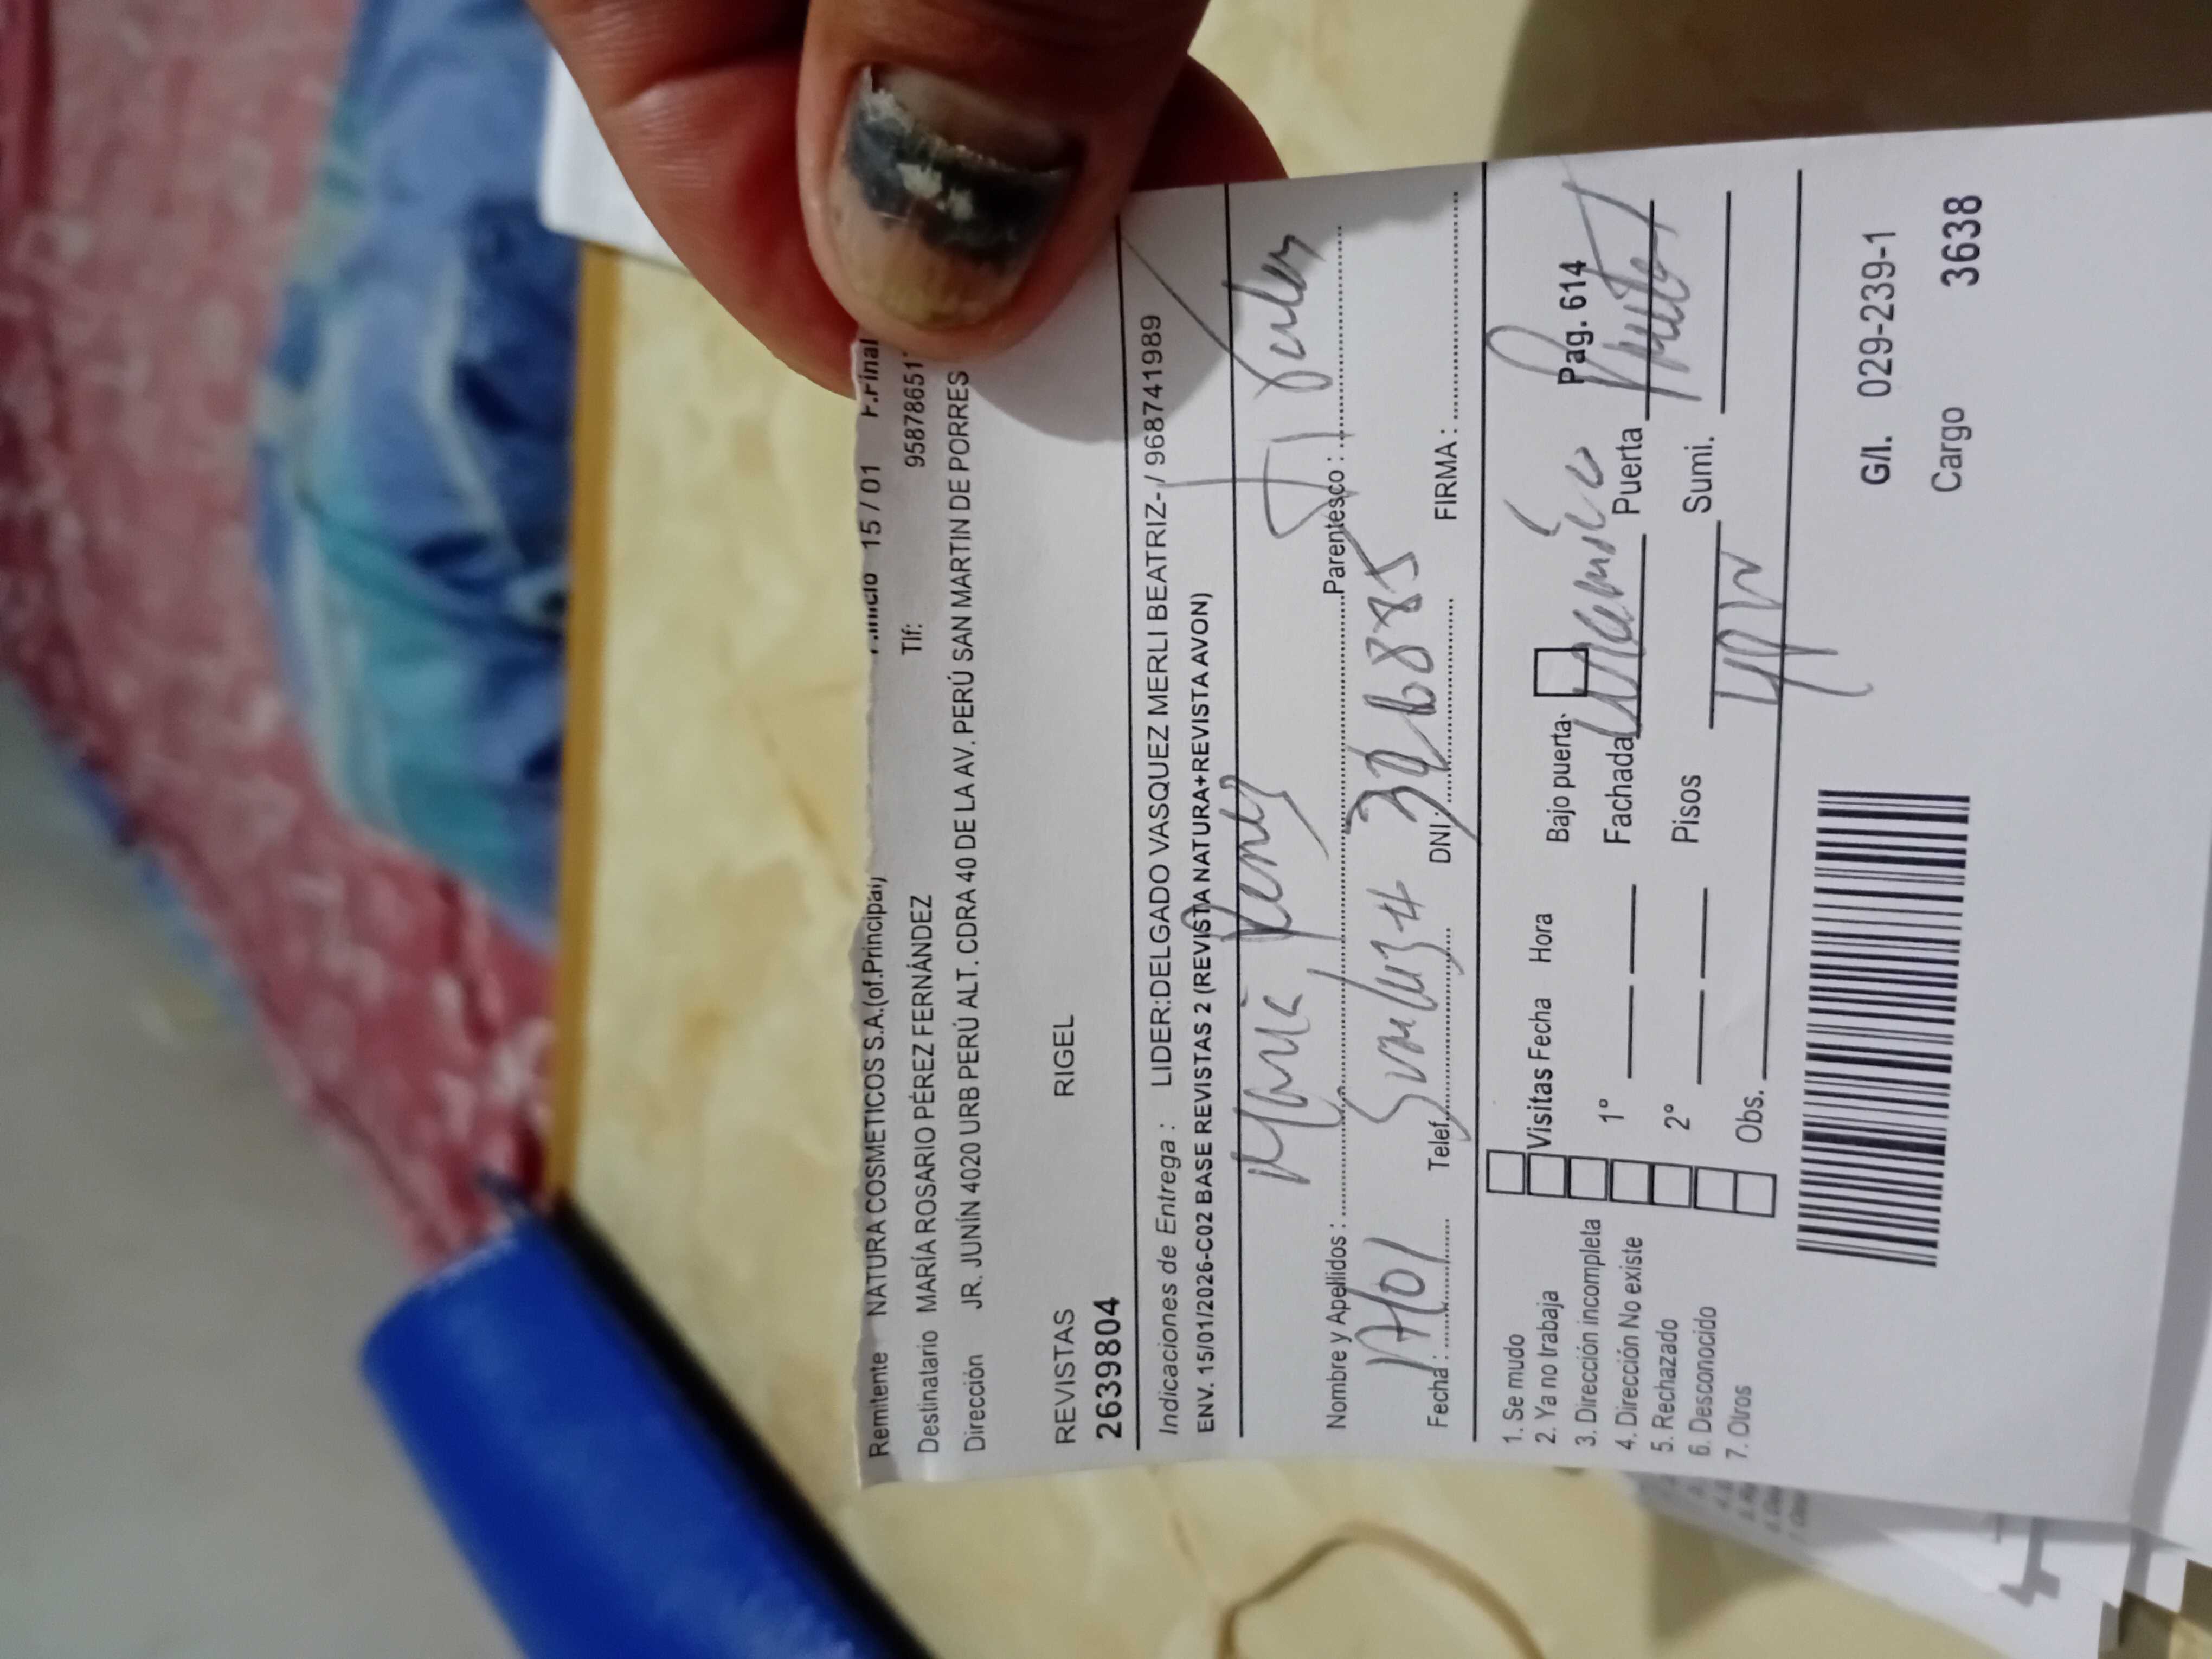 15 / 01 F.Final
Remitente NATURA COSMETICOS S.A.(of.Principal)
Destinatario MARÍA ROSARIO PÉREZ FERNÁNDEZ Tlf: 95878651
Dirección JR. JUNÍN 4020 URB PERÚ ALT. CDRA 40 DE LA AV. PERÚ SAN MARTIN DE PORRES
REVISTAS RIGEL
2639804
Indicaciones de Entrega : LIDER:DELGADO VASQUEZ MERLI BEATRIZ- / 968741989
ENV. 15/01/2026-C02 BASE REVISTAS 2 (REVISTA NATURA+REVISTA AVON)
Nombre y Apellidos : Parentesco :
Fecha : Telef. DNI: FIRMA :
1. Se mudo
2. Ya no trabaja
3. Dirección incompleta
4. Dirección No existe
5. Rechazado
6. Desconocido
7. Otros
Visitas Fecha Hora Bajo puerta Pag. 614
1° Fachada Puerta
2° Pisos Sumi.
Obs.
G/I. 029-239-1
Cargo 3638